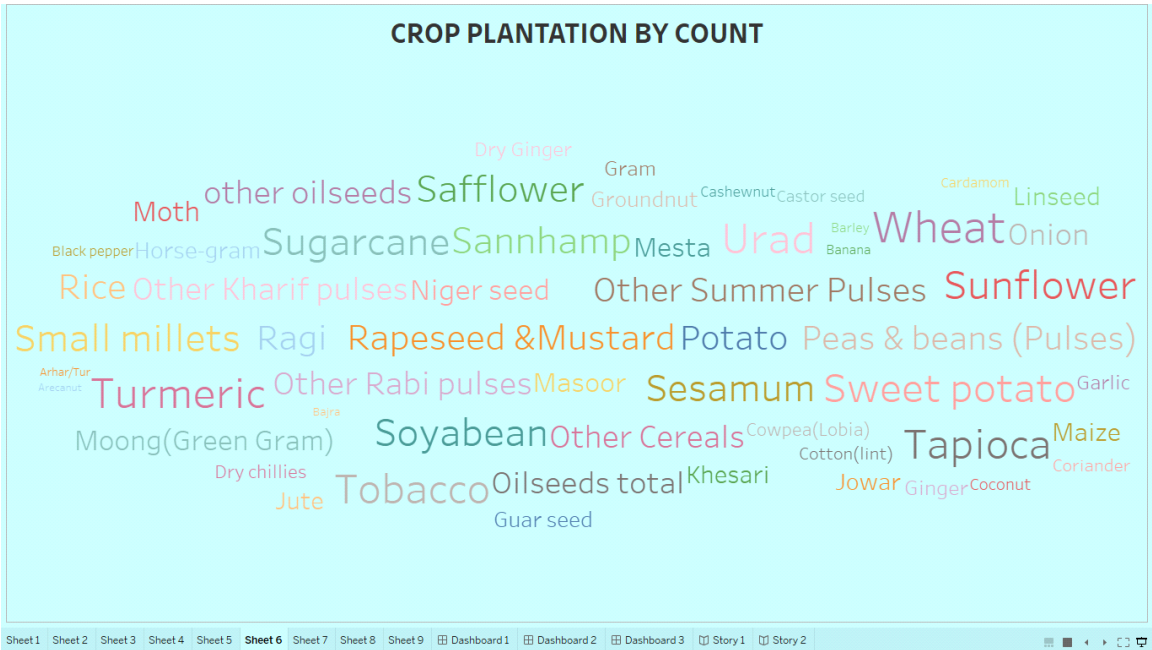 CROP PLANTATION BY COUNT
Dry Ginger
Gram
other oilseeds Safflower Groundnut Cashewnut Castor seed Cardamom Linseed
Moth
Black pepper Horse-gram Sugarcane Sannhamp Mesta Urad Barley Banana Wheat Onion
Rice Other Kharif pulses Niger seed Other Summer Pulses Sunflower
Small millets Ragi Rapeseed &Mustard Potato Peas & beans (Pulses)
Arhar/Tur
Arecanut
Turmeric Other Rabi pulses Masoor Sesamum Sweet potato Garlic
Bajra
Moong(Green Gram) Soyabean Other Cereals Cowpea(Lobia) Tapioca Maize
Cotton(lint)
Coriander
Dry chillies Tobacco Oilseeds total Khesari Jowar Ginger Coconut
Jute
Guar seed
Sheet 1 Sheet 2 Sheet 3 Sheet 4 Sheet 5 Sheet 6 Sheet 7 Sheet 8 Sheet 9 Dashboard 1 Dashboard 2 Dashboard 3 Story 1 Story 2